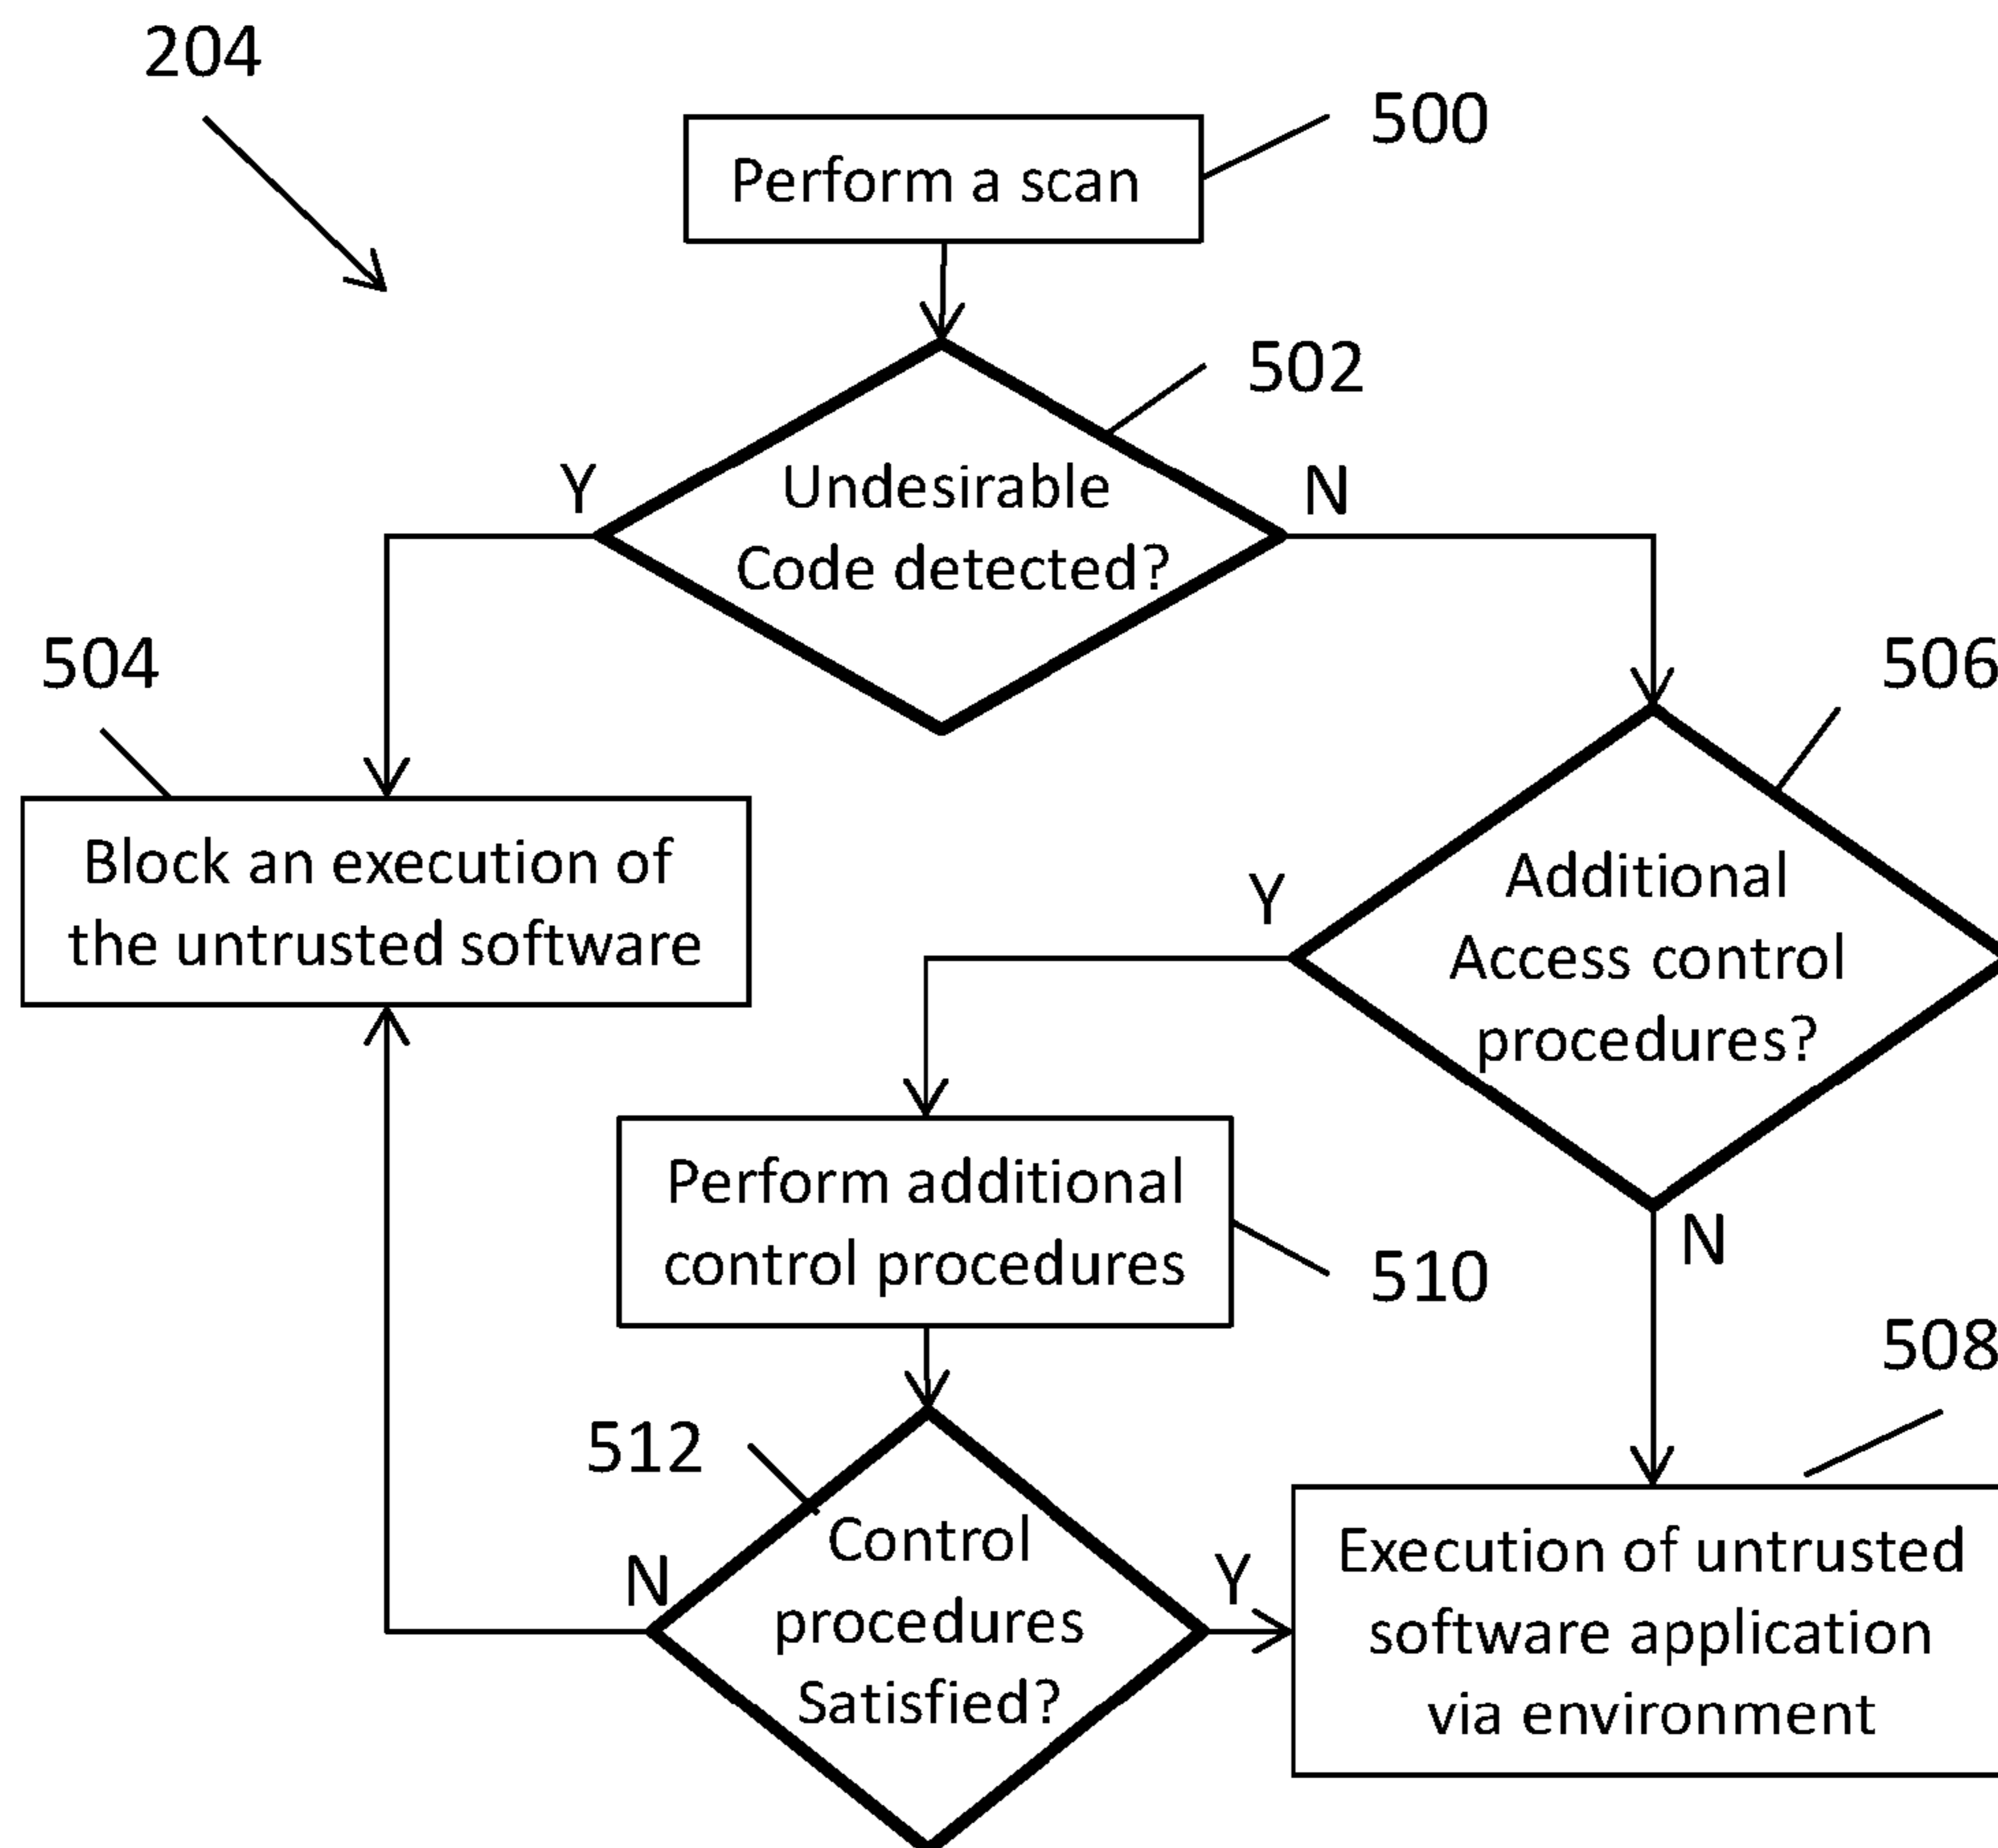 204
500
Perform a scan
502
Y
N
Undesirable
Code detected?
504
506
Block an execution of
the untrusted software
Y
Additional
Access control
procedures?
N
Perform additional
control procedures
510
508
512
Control
procedures
Satisfied?
N
Y
Execution of untrusted
software application
via environment